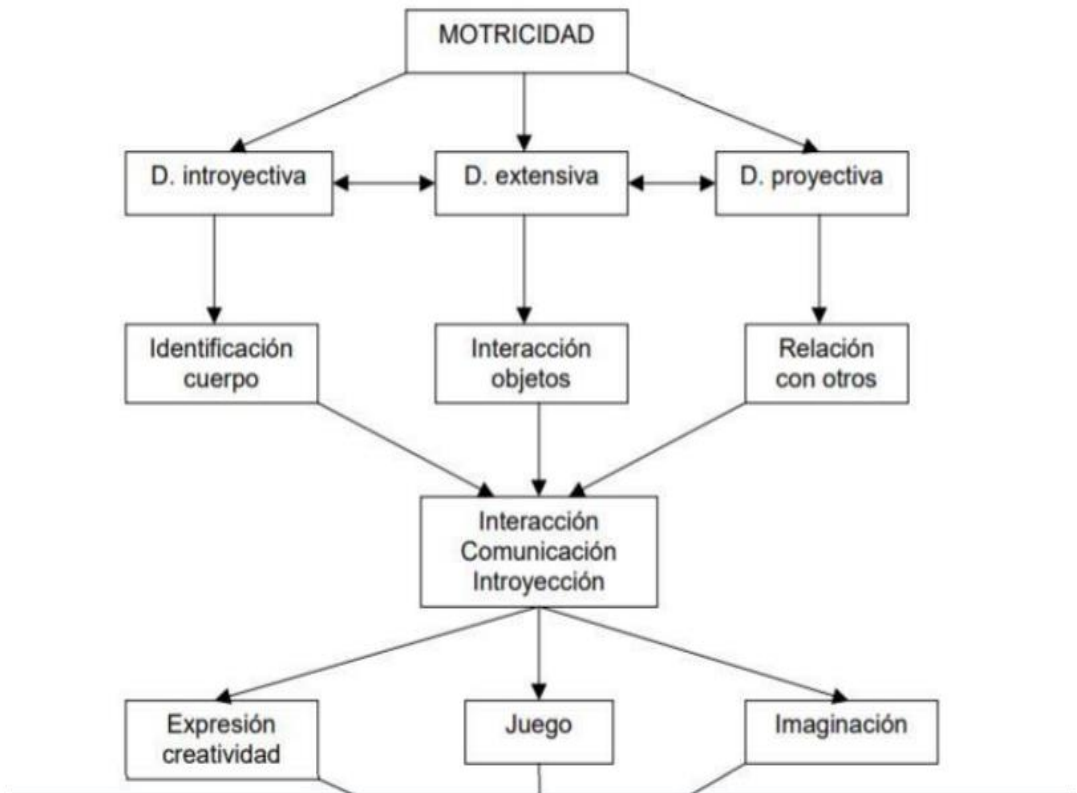 MOTRICIDAD
D. introyectiva
D. extensiva
D. proyectiva
Identificación
cuerpo
Interacción
objetos
Relación
con otros
Interacción
Comunicación
Introyección
Expresión
creatividad
Juego
Imaginación